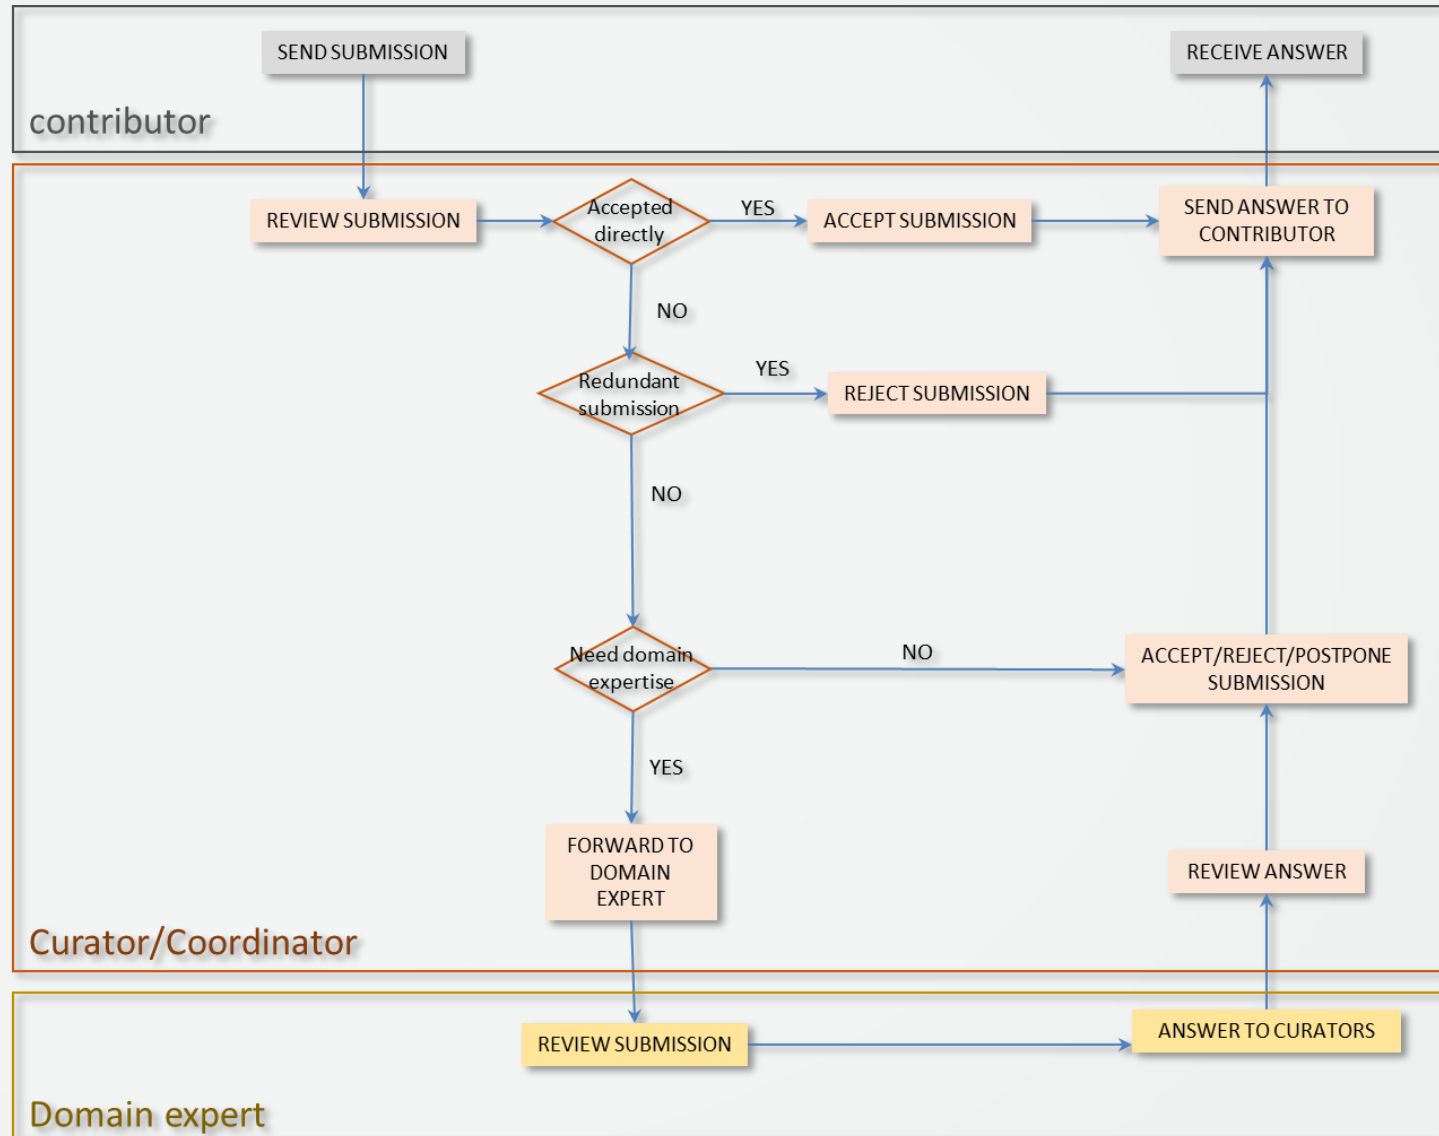 SEND SUBMISSION
RECEIVE ANSWER
contributor
REVIEW SUBMISSION
Accepted
directly
YES
ACCEPT SUBMISSION
SEND ANSWER TO
CONTRIBUTOR
NO
Redundant
submission
YES
REJECT SUBMISSION
NO
Need domain
expertise
NO
ACCEPT/REJECT/POSTPONE
SUBMISSION
YES
FORWARD TO
DOMAIN
EXPERT
REVIEW ANSWER
Curator/Coordinator
REVIEW SUBMISSION
ANSWER TO CURATORS
Domain expert